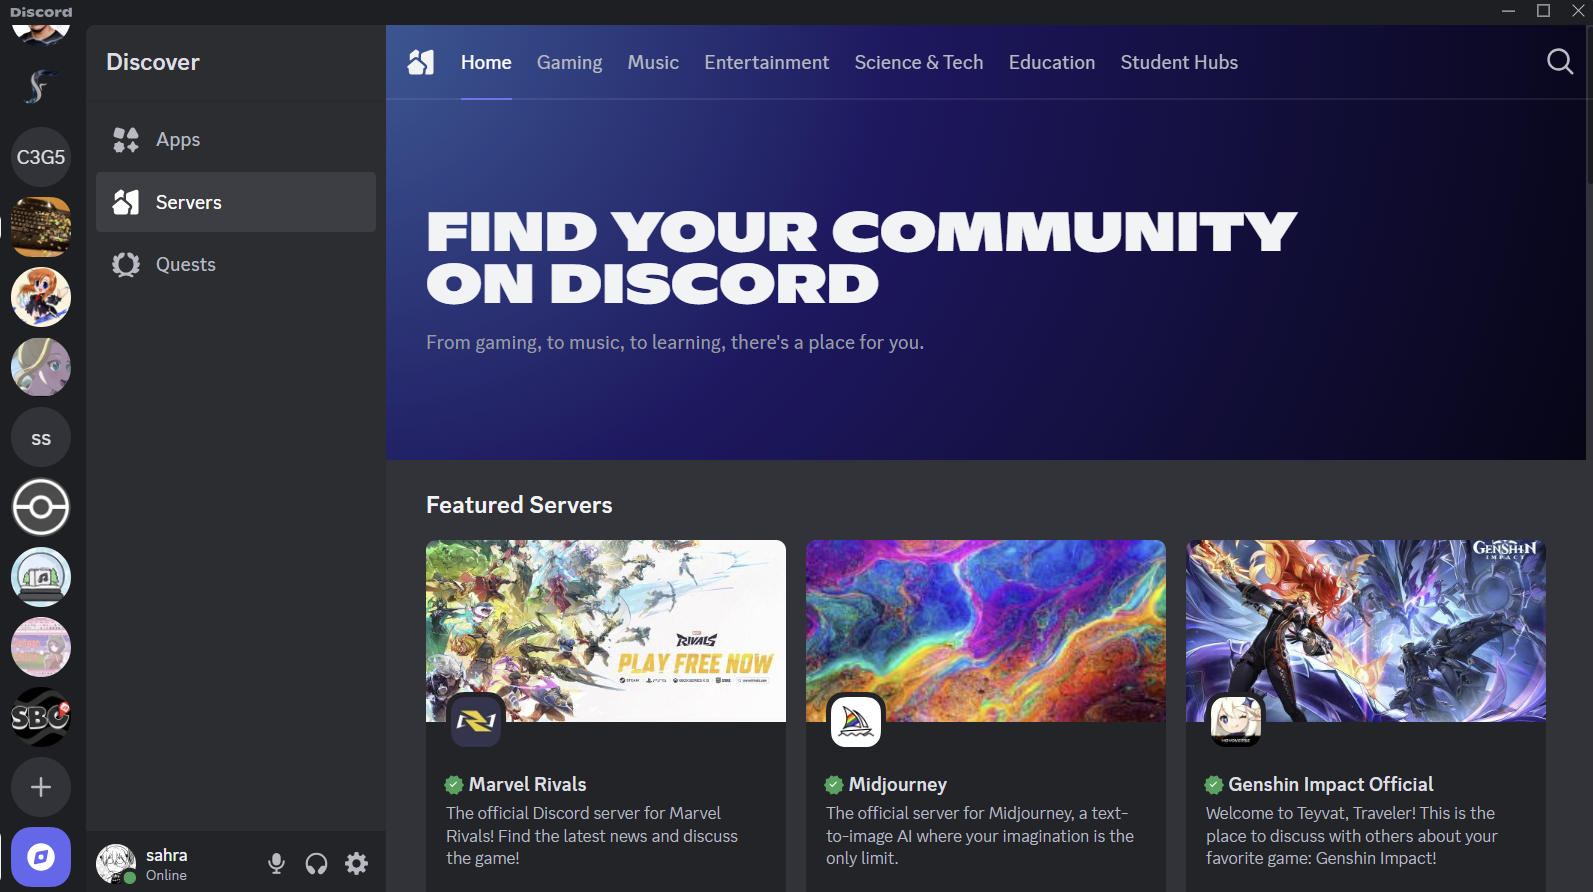 Discord
Discover
Apps
Servers
Quests
C3G5
ss
SBC
sahra
Online
Home
Gaming
Music
Entertainment
Science & Tech
Education
Student Hubs
FIND YOUR COMMUNITY
ON DISCORD
From gaming, to music, to learning, there's a place for you.
Featured Servers
RIVALS
PLAY FREE NOW
Marvel Rivals
The official Discord server for Marvel
Rivals! Find the latest news and discuss
the game!
Midjourney
The official server for Midjourney, a text-
to-image AI where your imagination is the
only limit.
GENSHIN
IMPACT
Genshin Impact Official
Welcome to Teyvat, Traveler! This is the
place to discuss with others about your
favorite game: Genshin Impact!